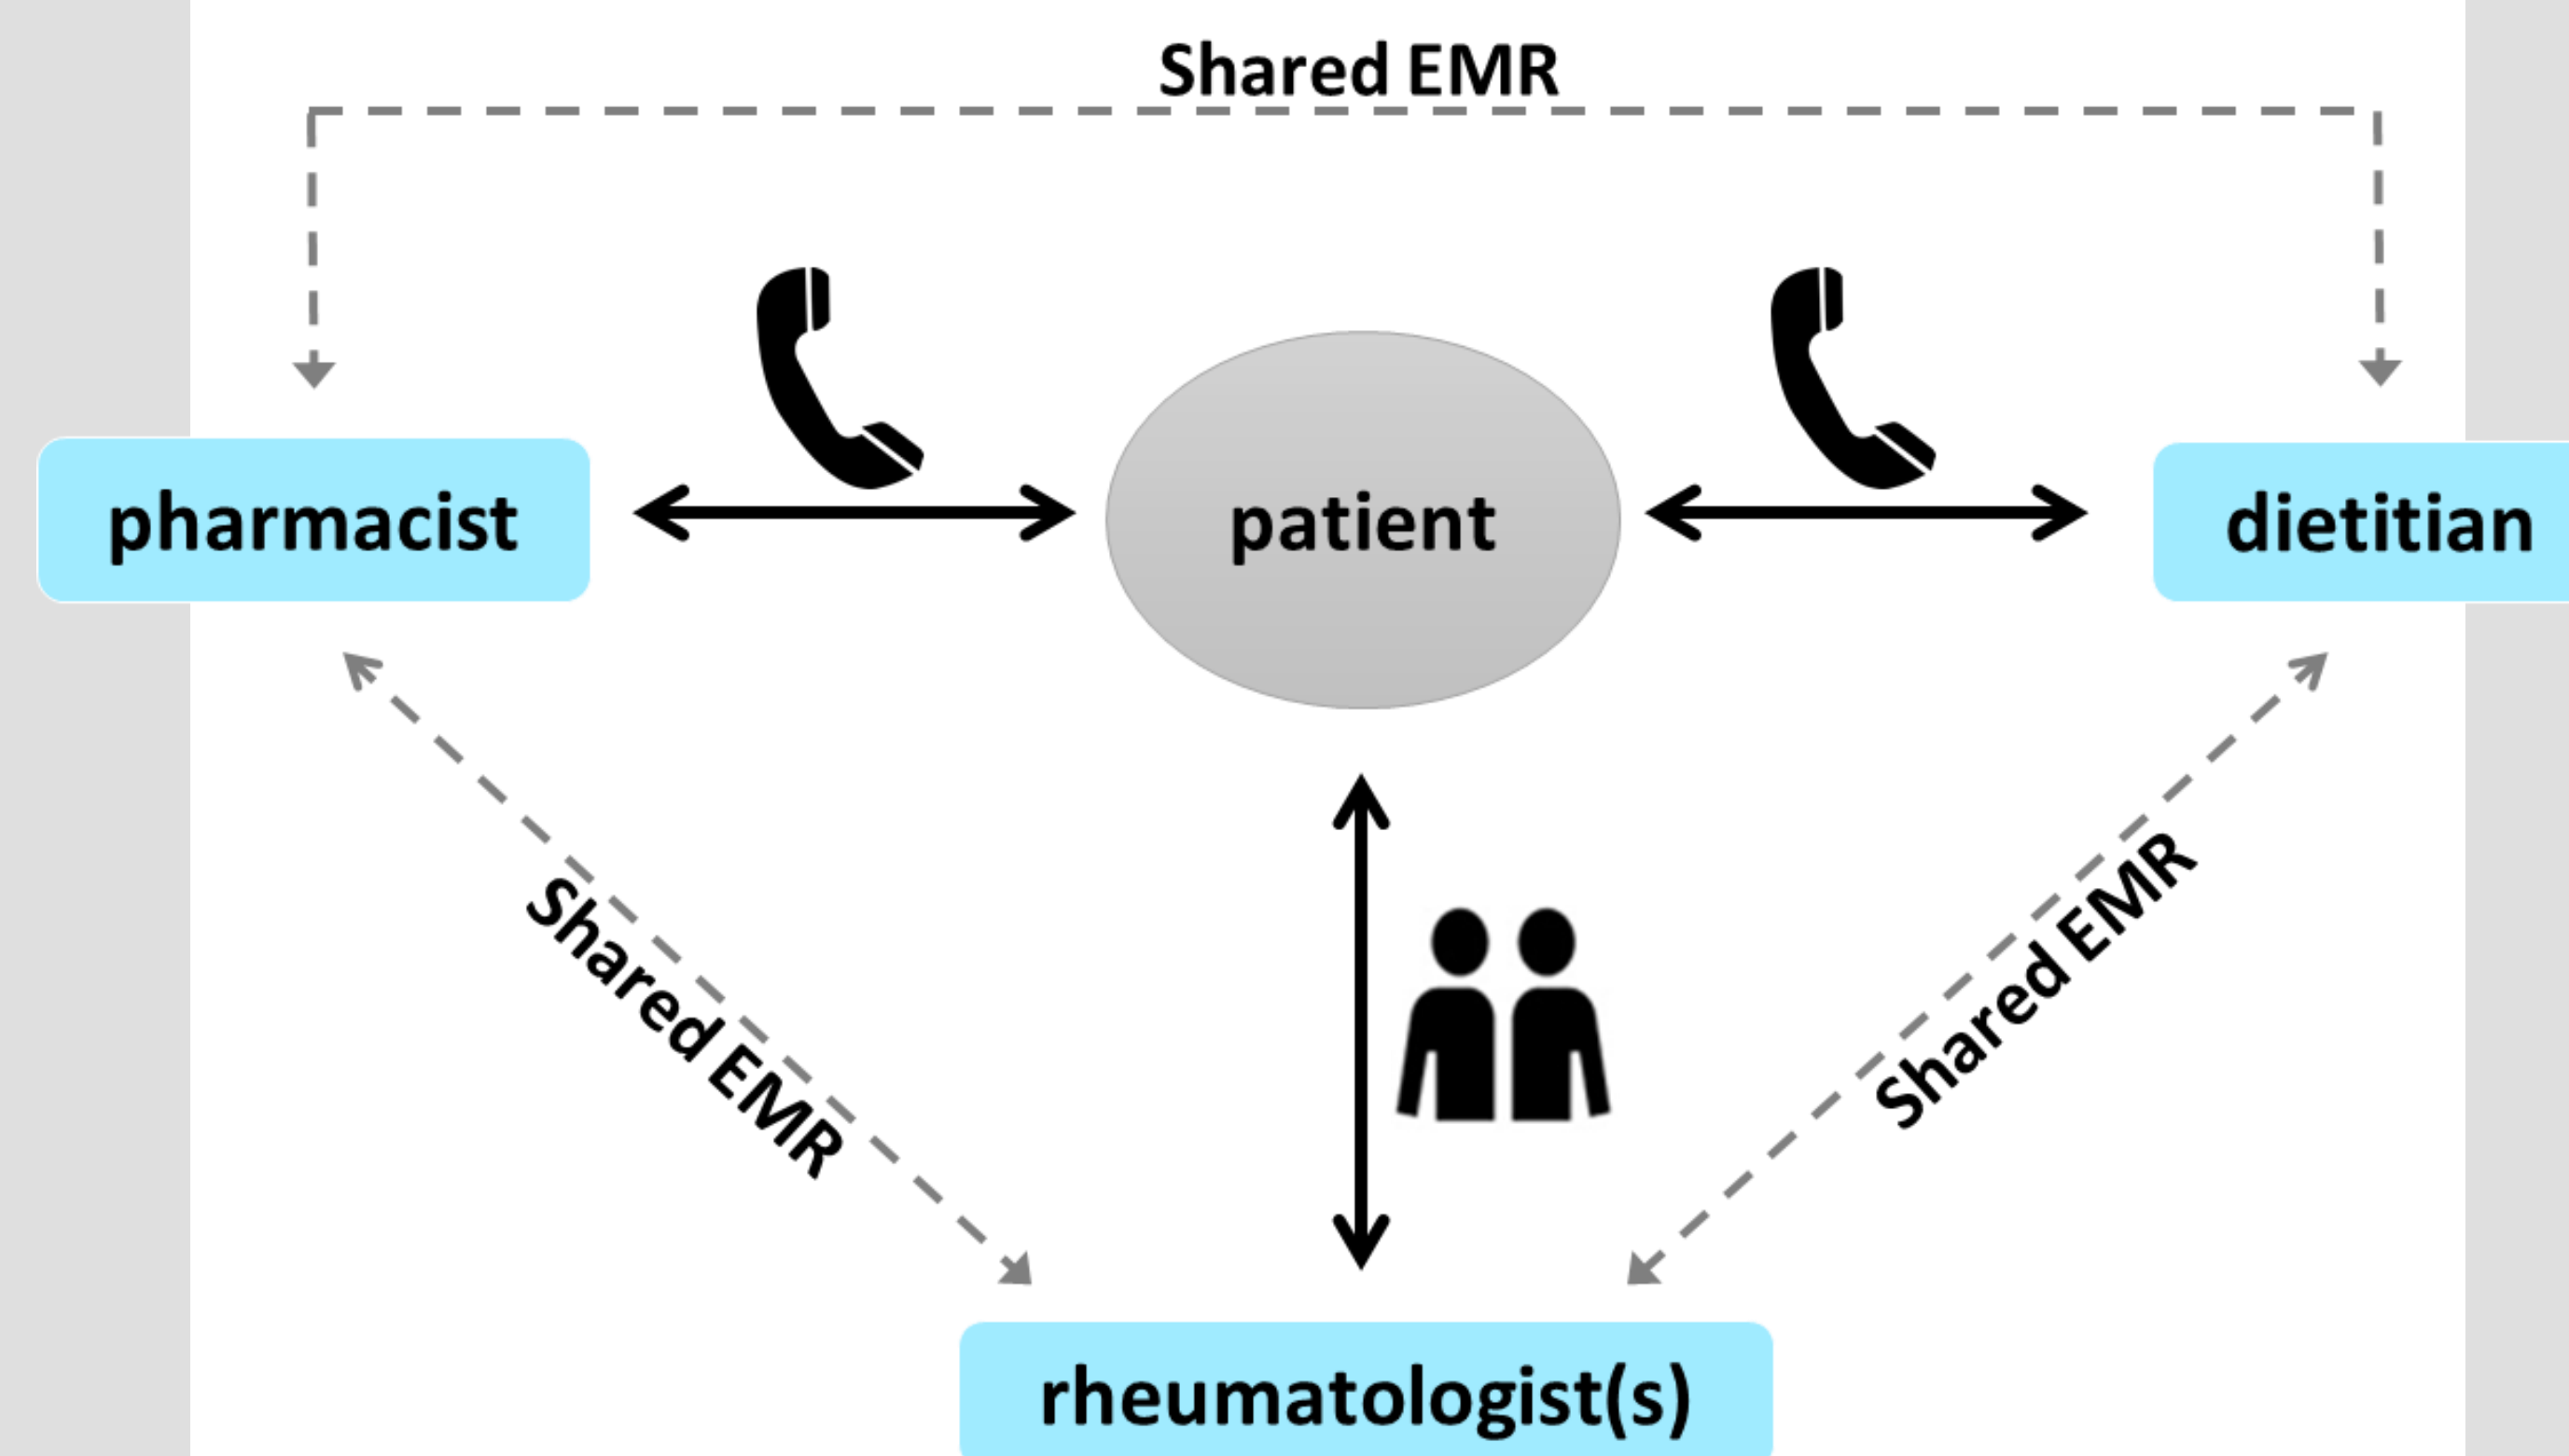 Shared EMR
pharmacist
patient
dietitian
Shared EMR
Shared EMR
rheumatologist(s)